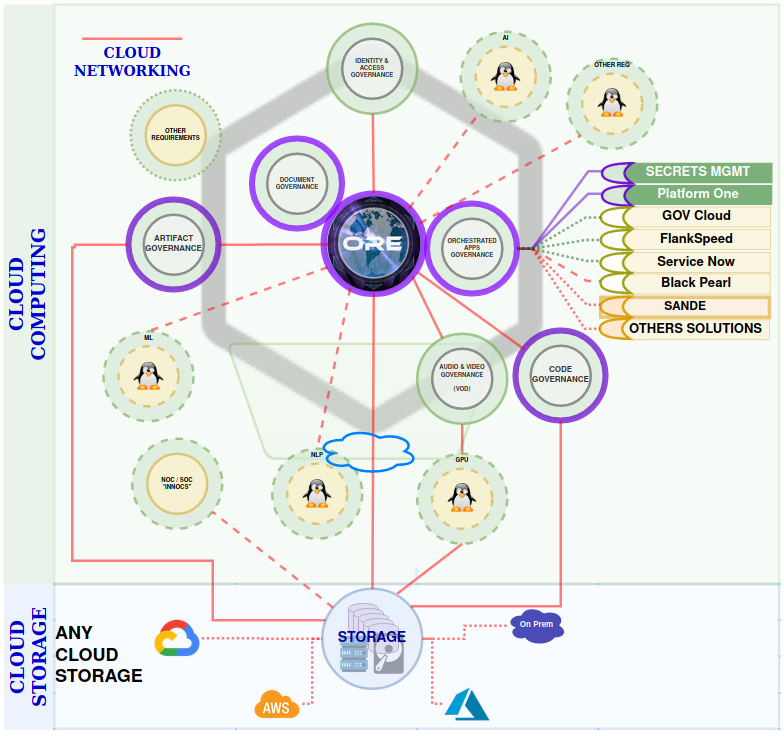 CLOUD
NETWORKING
IDENTITY &
ACCESS
GOVERNANCE
AI
OTHER REQ
OTHER
REQUIREMENTS
DOCUMENT
GOVERNANCE
SECRETS MGMT
Platform One
GOV Cloud
FlankSpeed
Service Now
Black Pearl
SANDE
OTHERS SOLUTIONS
ARTIFACT
GOVERNANCE
ORE
ORCHESTRATED
APPS
GOVERNANCE
CLOUD
COMPUTING
ML
AUDIO & VIDEO
GOVERNANCE
(VOD)
CODE
GOVERNANCE
NOC / SOC
"INNOCS"
NLP
GPU
CLOUD
STORAGE
ANY
CLOUD
STORAGE
STORAGE
On Prem
AWS